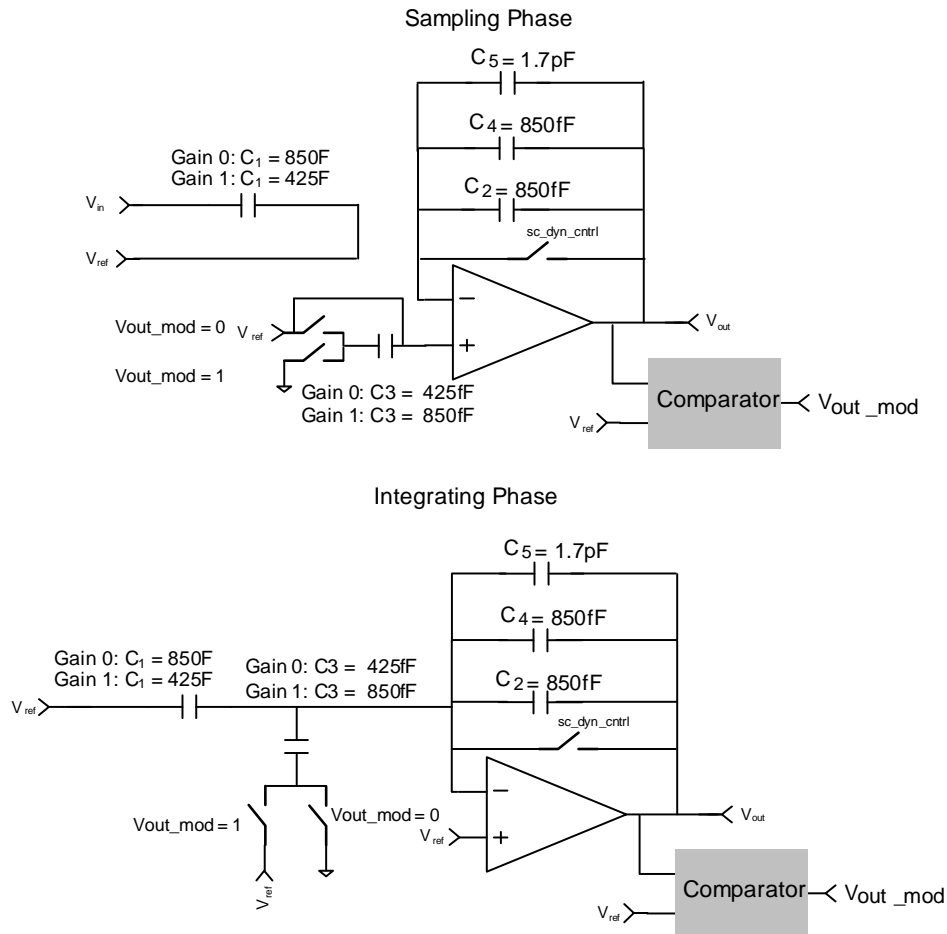 Sampling Phase
C5 = 1.7pF
C4 = 850fF
Gain 0: C1 = 850F
Gain 1: C1 = 425F
C2 = 850fF
Vin
sc_dyn_cntrl
Vref
−
Vout_mod = 0
Vref
Vout
+
Vout_mod = 1
Gain 0: C3 = 425fF
Gain 1: C3 = 850fF
Comparator
Vout _mod
Vref
Integrating Phase
C5 = 1.7pF
C4 = 850fF
Gain 0: C1 = 850F
Gain 1: C1 = 425F
Gain 0: C3 = 425fF
Gain 1: C3 = 850fF
C2 = 850fF
Vref
sc_dyn_cntrl
−
Vout_mod = 1
Vout_mod = 0
Vref
+
Vout
Vref
Comparator
Vout _mod
Vref